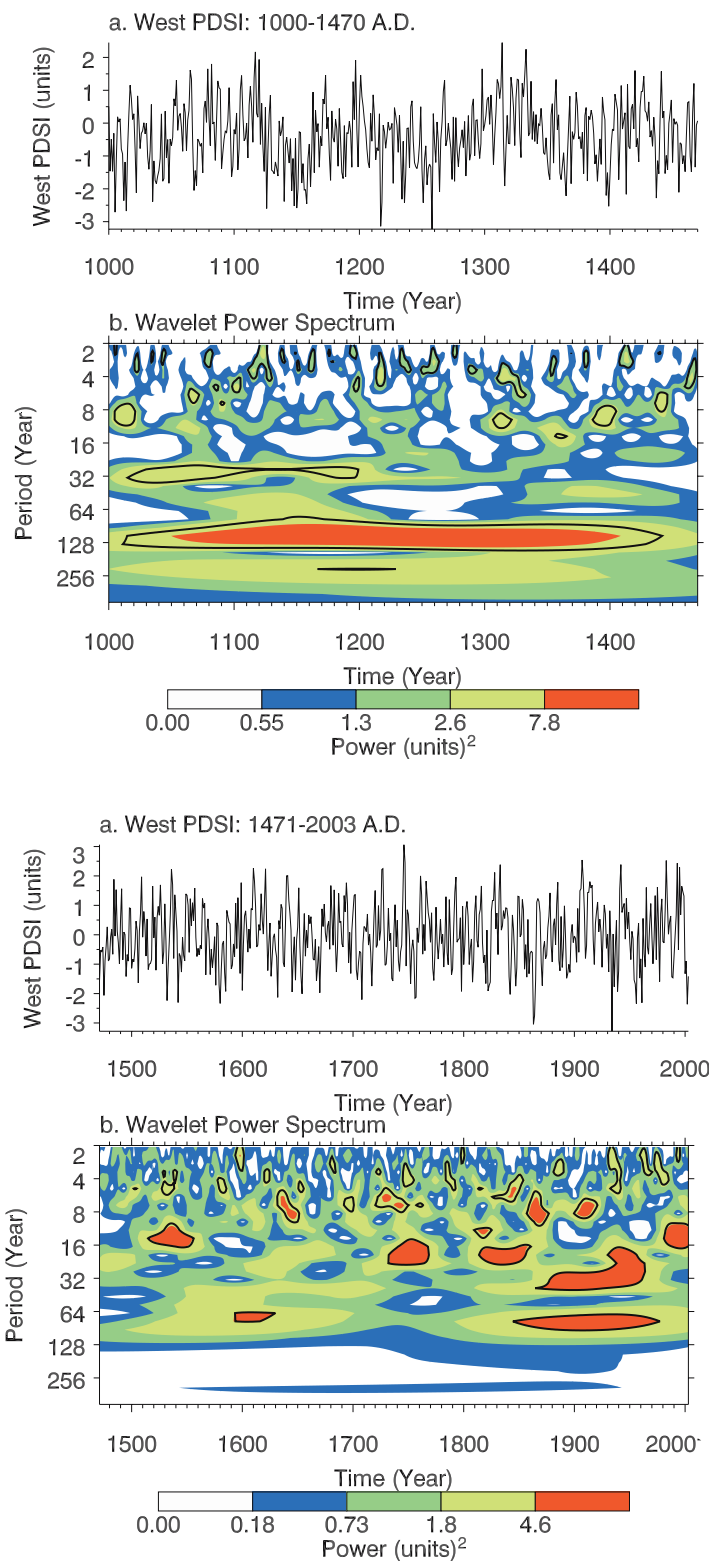 a. West PDSI: 1000-1470 A.D.
West PDSI (units)
2
1
0
-1
-2
-3
1000 1100 1200 1300 1400
Time (Year)
b. Wavelet Power Spectrum
Period (Year)
2
4
8
16
32
64
128
256
1000 1100 1200 1300 1400
Time (Year)
0.00 0.55 1.3 2.6 7.8
Power (units)2
a. West PDSI: 1471-2003 A.D.
West PDSI (units)
3
2
1
0
-1
-2
-3
1500 1600 1700 1800 1900 2000
Time (Year)
b. Wavelet Power Spectrum
Period (Year)
2
4
8
16
32
64
128
256
1500 1600 1700 1800 1900 2000
Time (Year)
0.00 0.18 0.73 1.8 4.6
Power (units)2